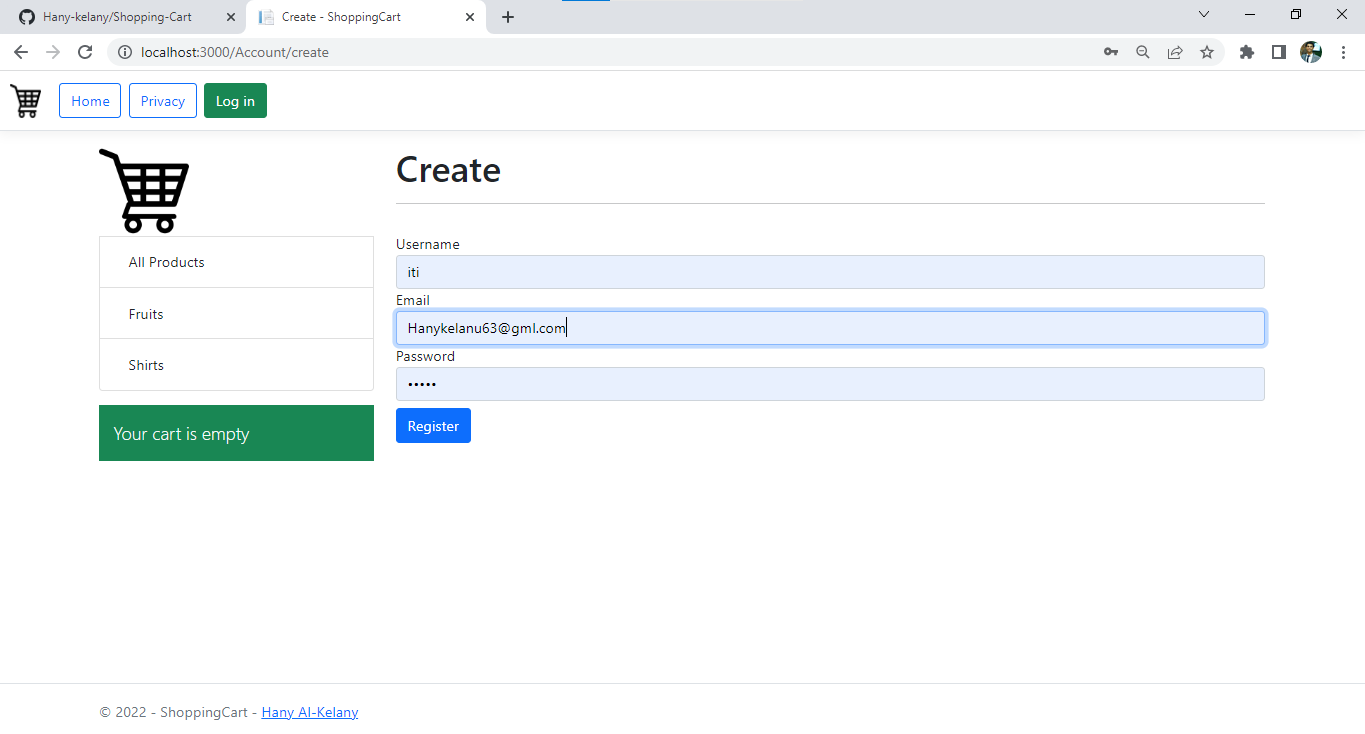 Hany-kelany/Shopping-Cart
Create - ShoppingCart
localhost:3000/Account/create
Home
Privacy
Log in
Create
Username
iti
Email
Hanykelanu63@gml.com
Password
•••••
Register
All Products
Fruits
Shirts
Your cart is empty
© 2022 - ShoppingCart - Hany Al-Kelany